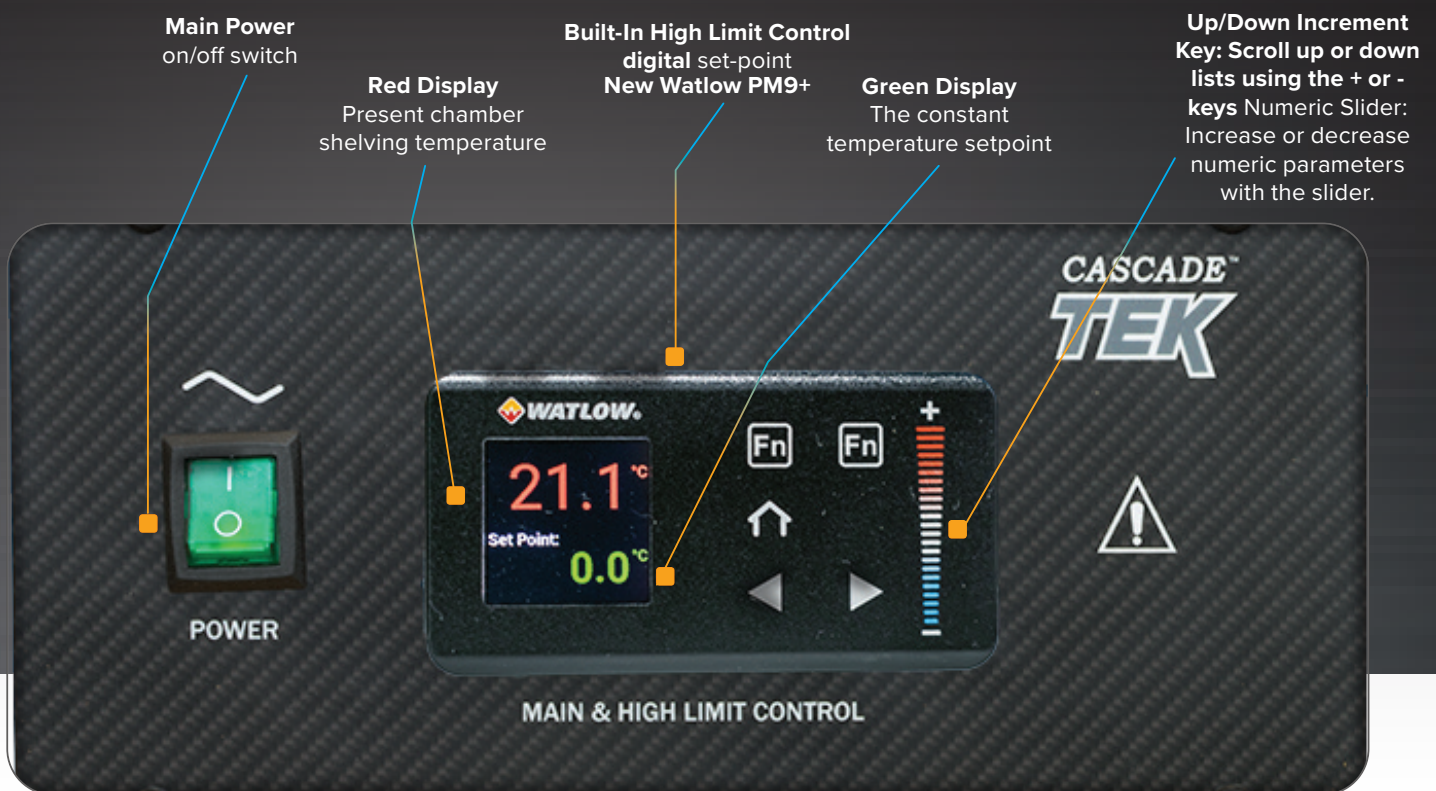 Main Power
on/off switch
Red Display
Present chamber
shelving temperature
Built-In High Limit Control
digital set-point
New Watlow PM9+
Green Display
The constant
temperature setpoint
Up/Down Increment
Key: Scroll up or down
lists using the + or -
keys Numeric Slider:
Increase or decrease
numeric parameters
with the slider.
CASCADE™
TEK
WATLOW®
21.1 °C
Set Point:
0.0 °C
Fn Fn
+
–
POWER
MAIN & HIGH LIMIT CONTROL